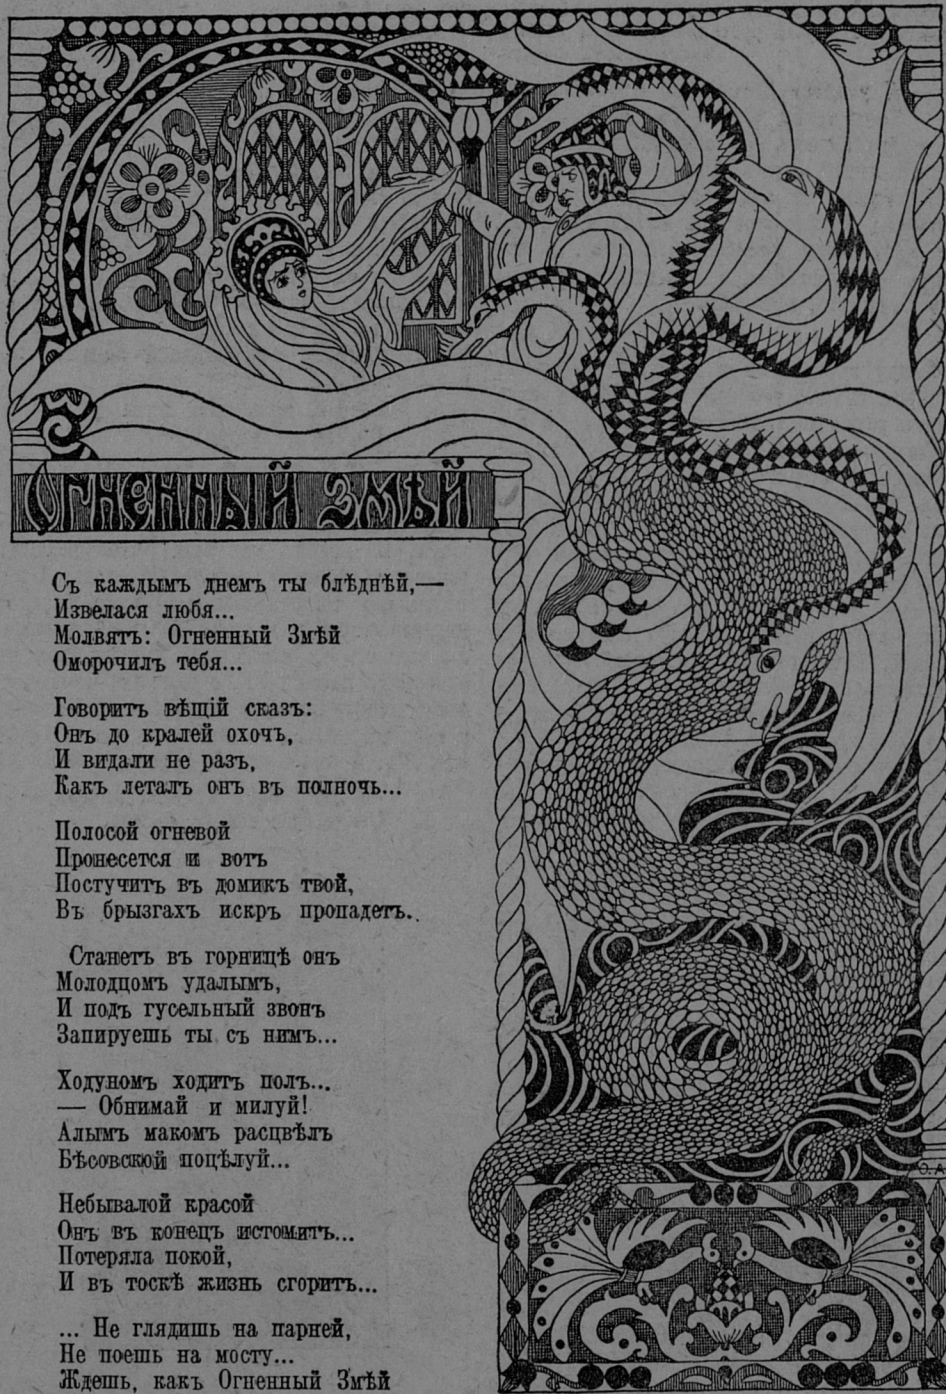 Огненный Змѣй
Съ каждымъ днемъ ты блѣднѣй,—
Извелася любя...
Молвятъ: Огненный Змѣй
Оморочилъ тебя...
Говоритъ вѣщій сказъ:
Онъ до кралей охочъ,
И видали не разъ,
Какъ леталъ онъ въ полночь...
Полосой огневой
Пронесется и вотъ
Постучитъ въ домикъ твой,
Въ брызгахъ искръ пропадетъ..
Станетъ въ горницѣ онъ
Молодцомъ удалымъ,
И подъ гусельный звонъ
Запируешь ты съ нимъ...
Ходуномъ ходитъ полъ...
— Обнимай и милуй!
Алымъ макомъ расцвѣлъ
Бѣсовской поцѣлуй...
Небывалой красой
Онъ въ конецъ истомитъ...
Потеряла покой,
И въ тоскѣ жизнь сгоритъ...
... Не глядишь на парней,
Не поешь на мосту...
Ждешь, какъ Огненный Змѣй
О.А